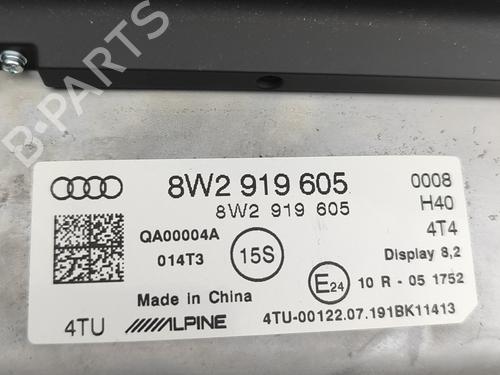 8W2 919 605 0008
8W2 919 605 H40
4T4
QA00004A
014T3
15S
Display 8,2
E24 10 R - 05 1752
Made in China
4TU ALPINE 4TU-00122.07.191BK11413
B-PARTS